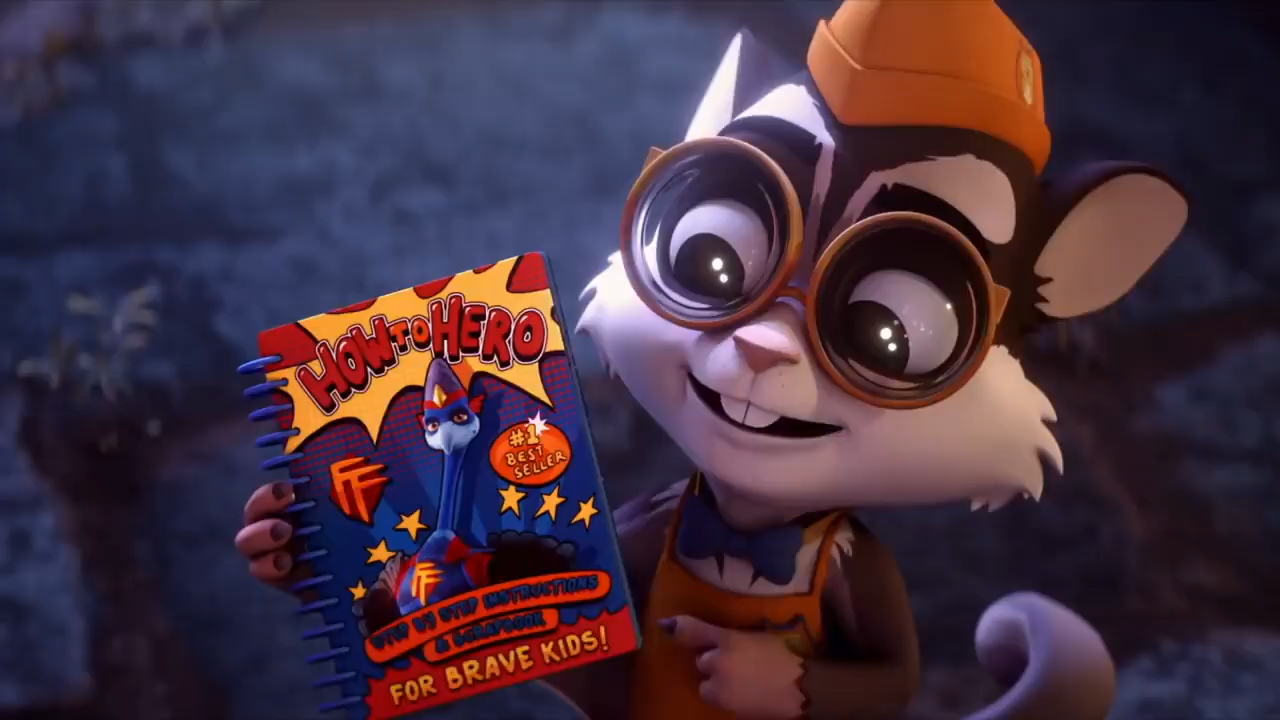 HOW TO HERO
#1
BEST
SELLER
FF
FF
STEP BY STEP INSTRUCTIONS
& SCRAPBOOK
FOR BRAVE KIDS!